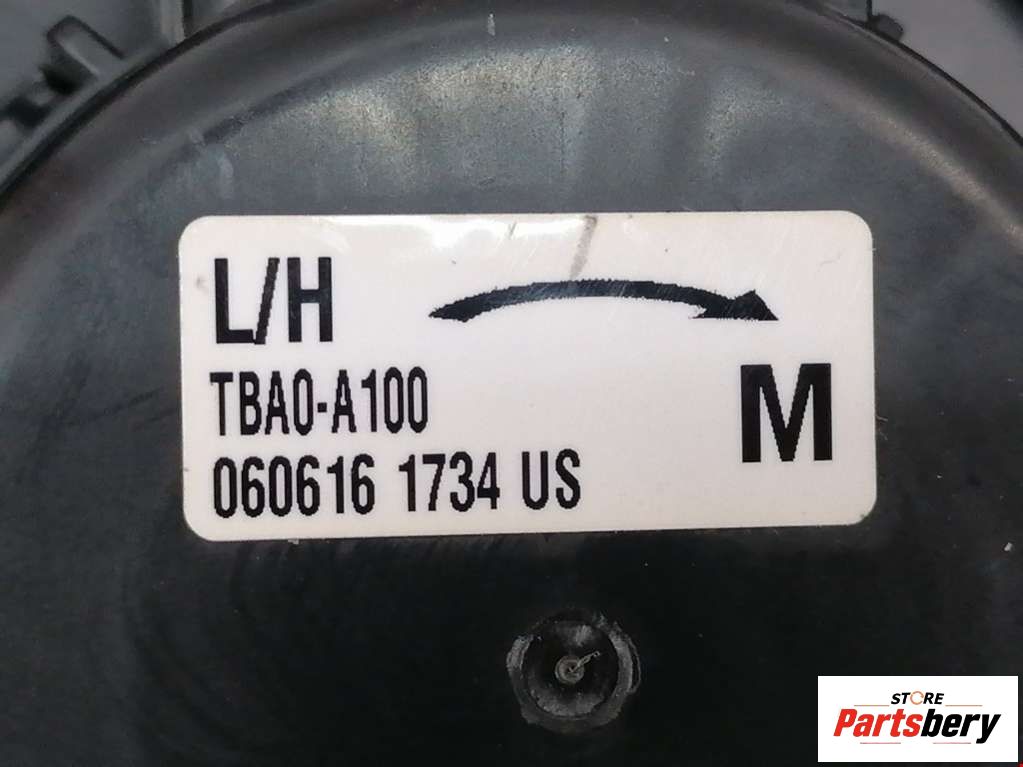 L/H
TBA0-A100
M
060616 1734 US
STORE
Partsbery